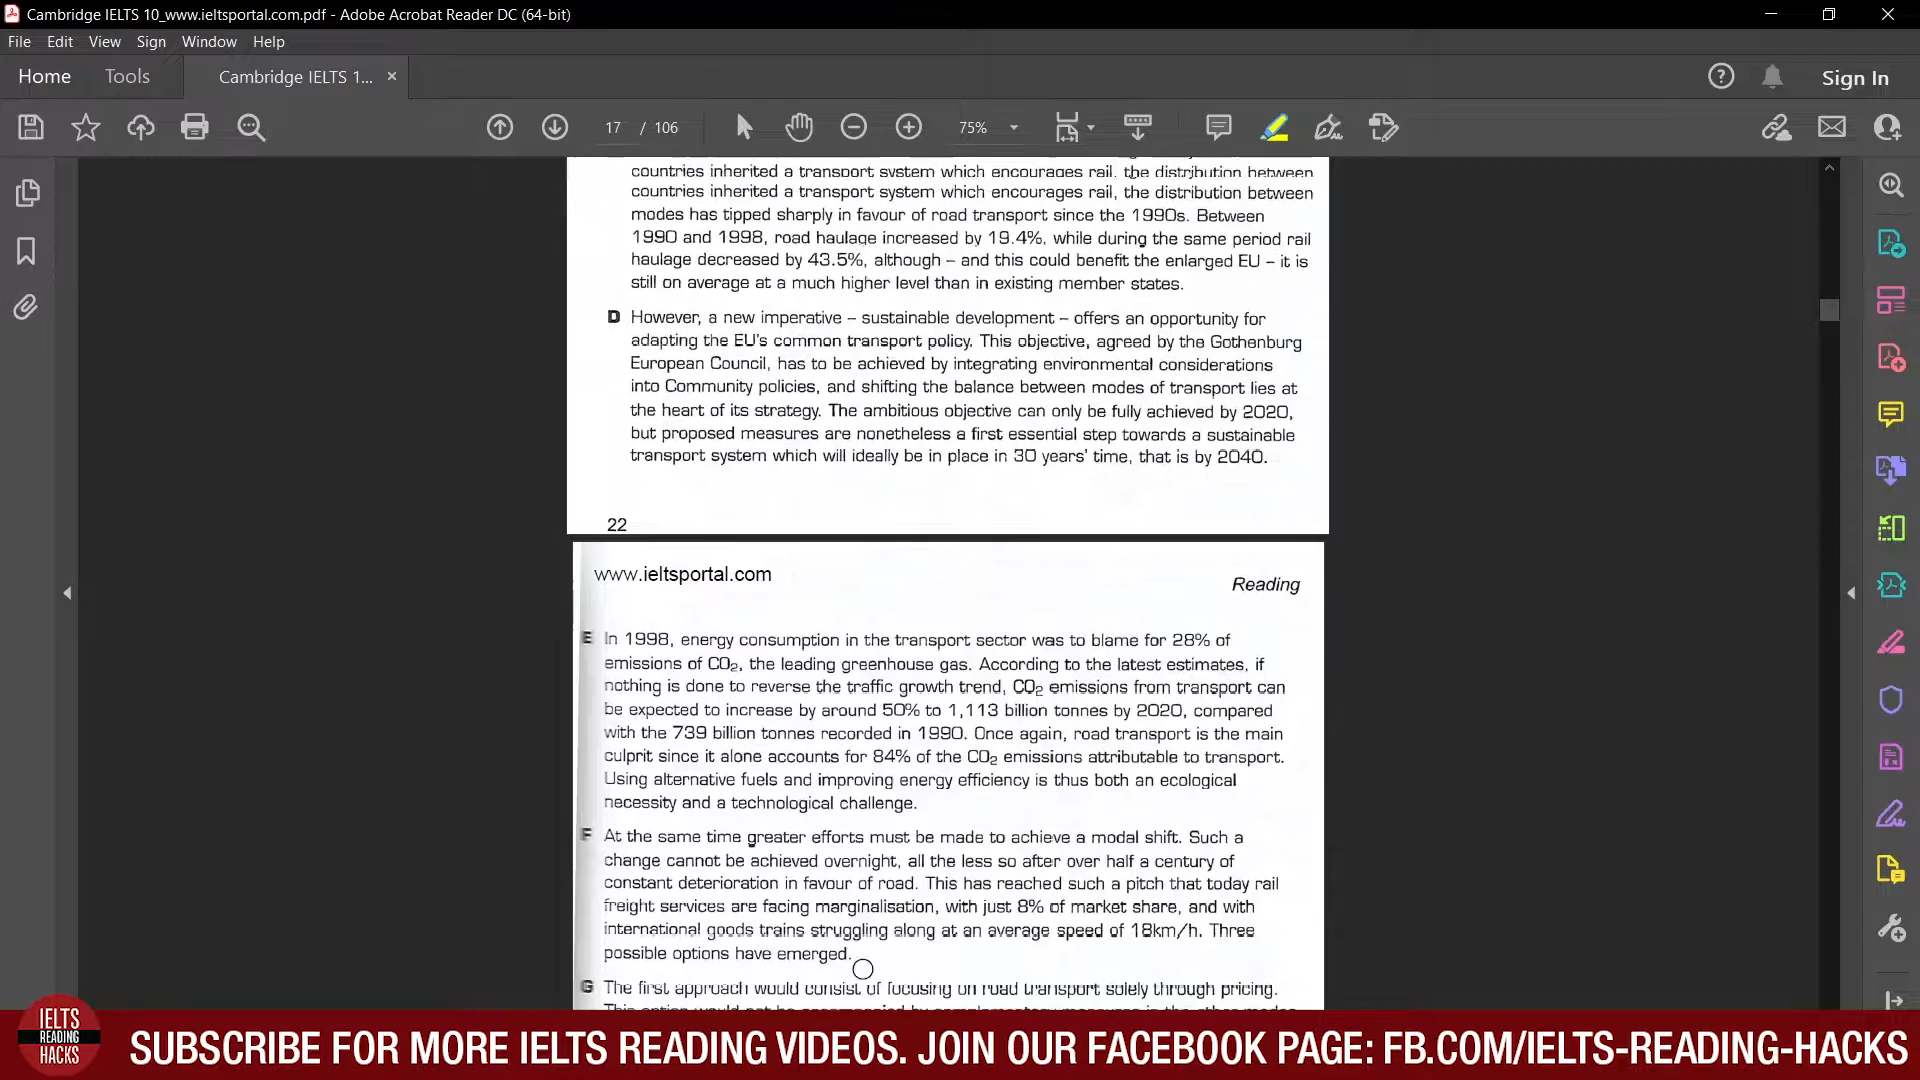 Cambridge IELTS 10_www.ieltsportal.com.pdf - Adobe Acrobat Reader DC (64-bit)
File Edit View Sign Window Help
Home Tools Cambridge IELTS 1... × Sign In
17 / 106 75%
countries inherited a transport system which encourages rail, the distribution between
countries inherited a transport system which encourages rail, the distribution between
modes has tipped sharply in favour of road transport since the 1990s. Between
1990 and 1998, road haulage increased by 19.4%, while during the same period rail
haulage decreased by 43.5%, although – and this could benefit the enlarged EU – it is
still on average at a much higher level than in existing member states.
D However, a new imperative – sustainable development – offers an opportunity for
adapting the EU's common transport policy. This objective, agreed by the Gothenburg
European Council, has to be achieved by integrating environmental considerations
into Community policies, and shifting the balance between modes of transport lies at
the heart of its strategy. The ambitious objective can only be fully achieved by 2020,
but proposed measures are nonetheless a first essential step towards a sustainable
transport system which will ideally be in place in 30 years' time, that is by 2040.
22
www.ieltsportal.com
Reading
E In 1998, energy consumption in the transport sector was to blame for 28% of
emissions of CO₂, the leading greenhouse gas. According to the latest estimates, if
nothing is done to reverse the traffic growth trend, CO₂ emissions from transport can
be expected to increase by around 50% to 1,113 billion tonnes by 2020, compared
with the 739 billion tonnes recorded in 1990. Once again, road transport is the main
culprit since it alone accounts for 84% of the CO₂ emissions attributable to transport.
Using alternative fuels and improving energy efficiency is thus both an ecological
necessity and a technological challenge.
F At the same time greater efforts must be made to achieve a modal shift. Such a
change cannot be achieved overnight, all the less so after over half a century of
constant deterioration in favour of road. This has reached such a pitch that today rail
freight services are facing marginalisation, with just 8% of market share, and with
international goods trains struggling along at an average speed of 18km/h. Three
possible options have emerged.
G The first approach would consist of focusing on road transport solely through pricing.
IELTS
READING
HACKS
SUBSCRIBE FOR MORE IELTS READING VIDEOS. JOIN OUR FACEBOOK PAGE: FB.COM/IELTS-READING-HACKS